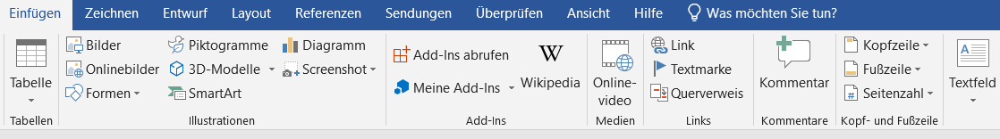 Einfügen Zeichnen Entwurf Layout Referenzen Sendungen Überprüfen Ansicht Hilfe Was möchten Sie tun?
Tabelle
Tabellen
Bilder
Onlinebilder
Formen
Piktogramme
3D-Modelle
SmartArt
Diagramm
Screenshot
Illustrationen
Add-Ins abrufen
Meine Add-Ins
W
Wikipedia
Add-Ins
Online-
video
Medien
Link
Textmarke
Querverweis
Links
Kommentar
Kommentare
Kopfzeile
Fußzeile
# Seitenzahl
Kopf- und Fußzeile
A
Textfeld